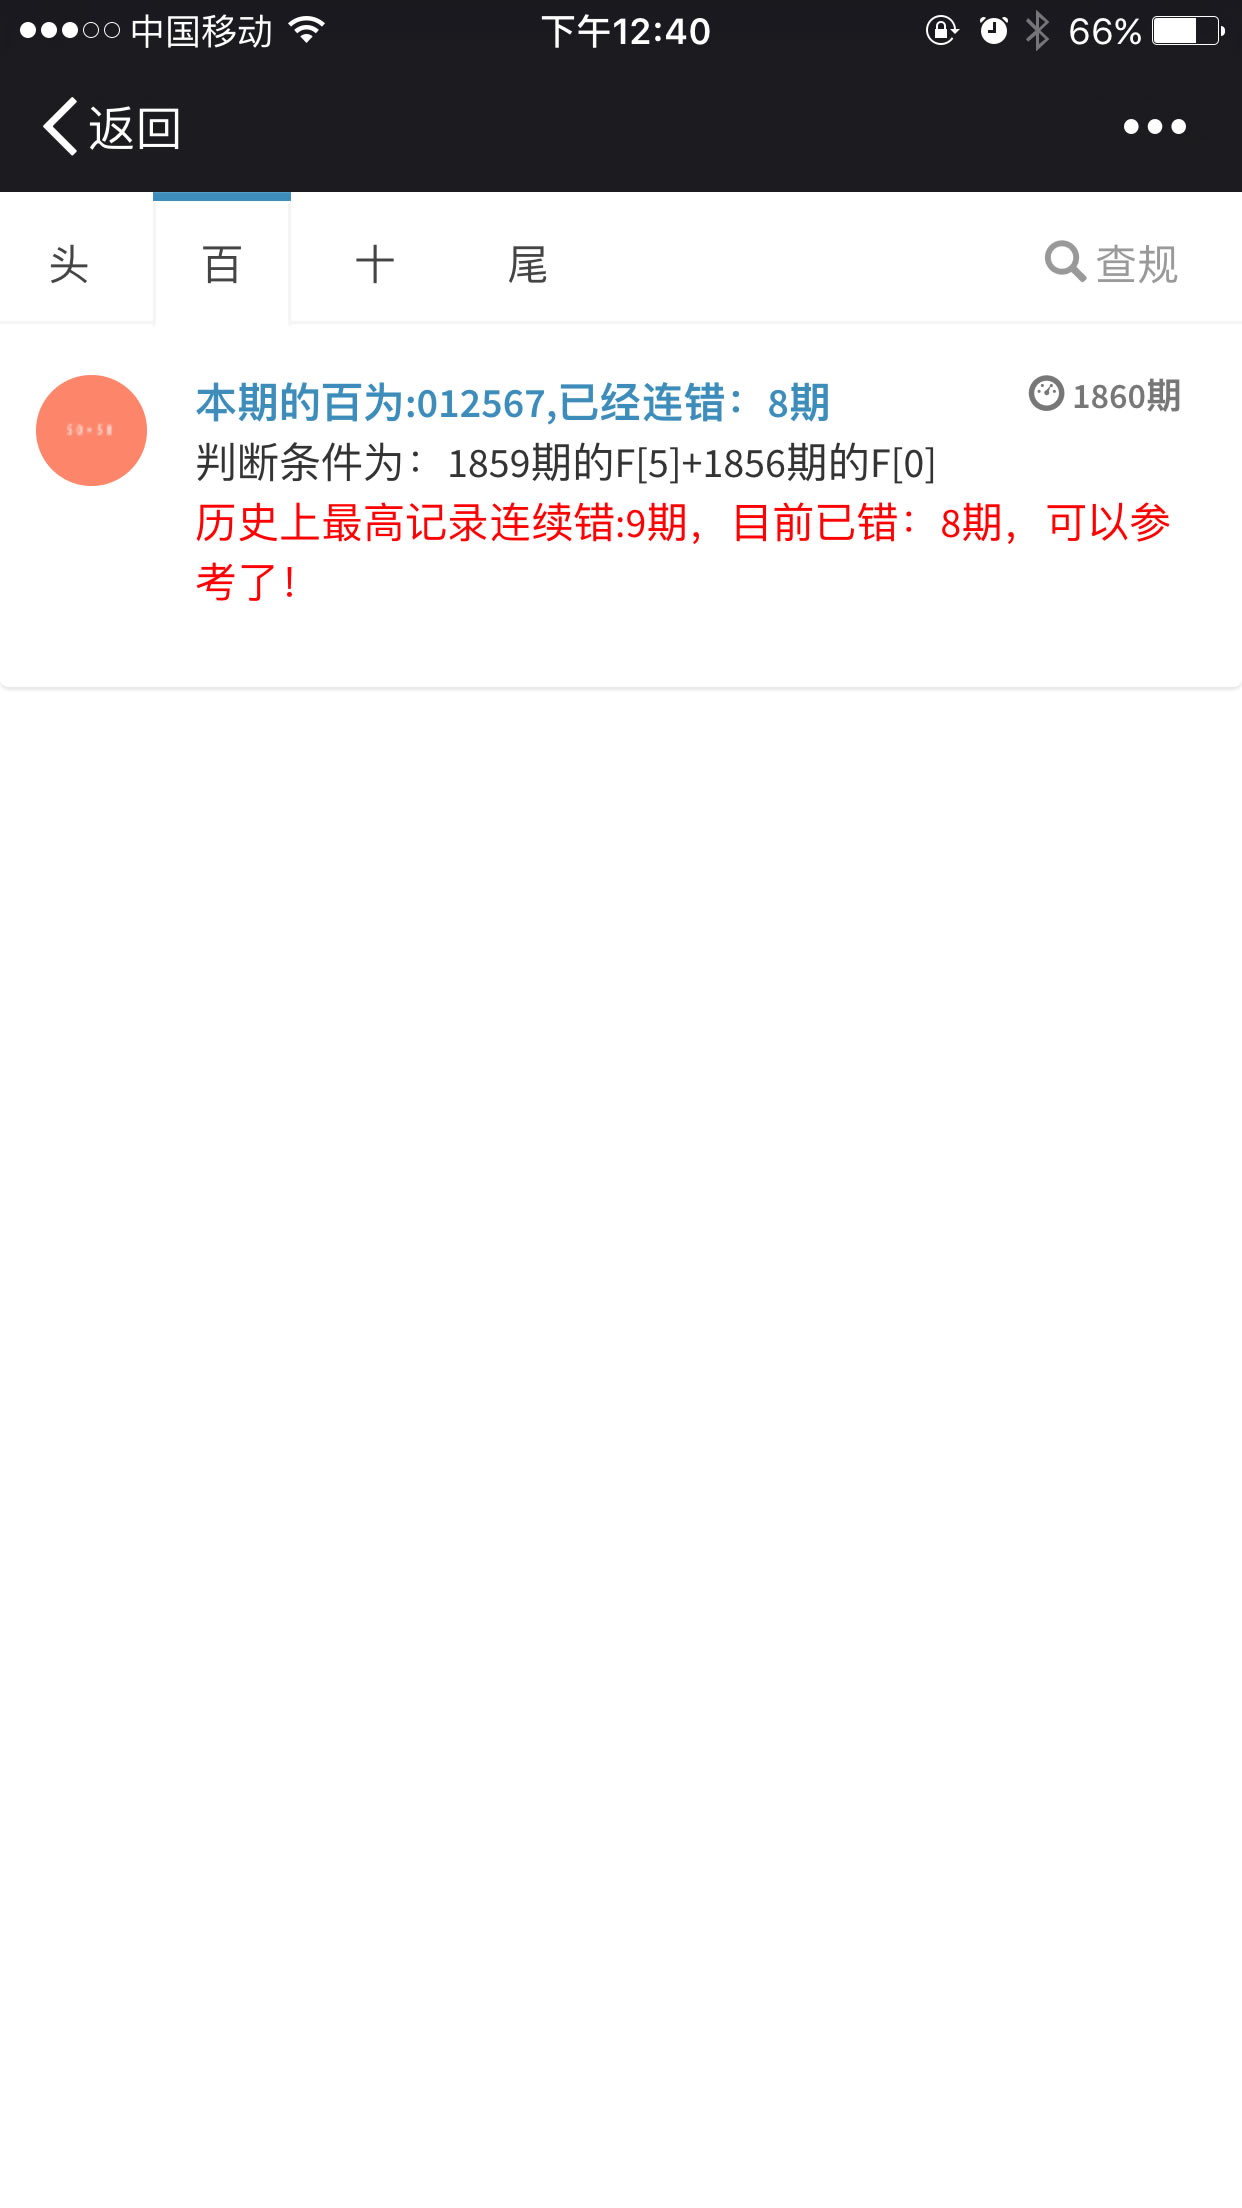 中国移动 下午12:40 66%
返回
头 百 十 尾 查规
50×50
本期的百为:012567,已经连错：8期 1860期
判断条件为：1859期的F[5]+1856期的F[0]
历史上最高记录连续错:9期，目前已错：8期，可以参
考了！